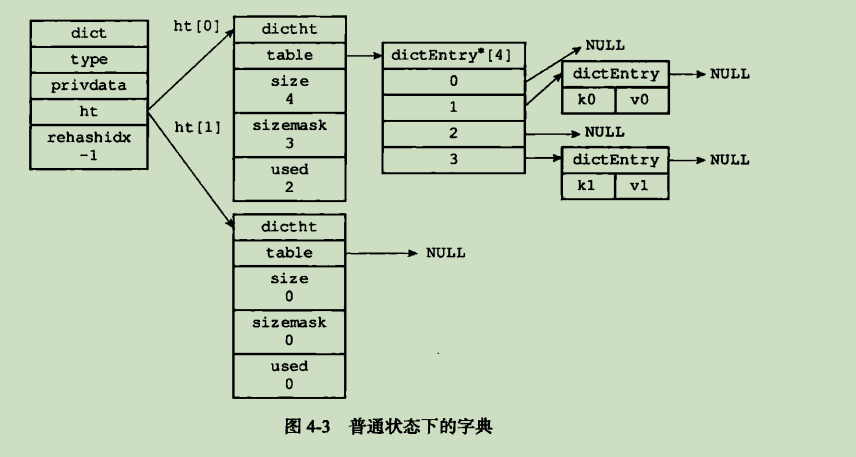 dict
type
privdata
ht
rehashidx
-1
ht[0]
ht[1]
dictht
table
size
4
sizemask
3
used
2
dictEntry*[4]
0
1
2
3
NULL
dictEntry
k0 v0
NULL
NULL
dictEntry
k1 v1
NULL
dictht
table
size
0
sizemask
0
used
0
NULL
图 4-3 普通状态下的字典